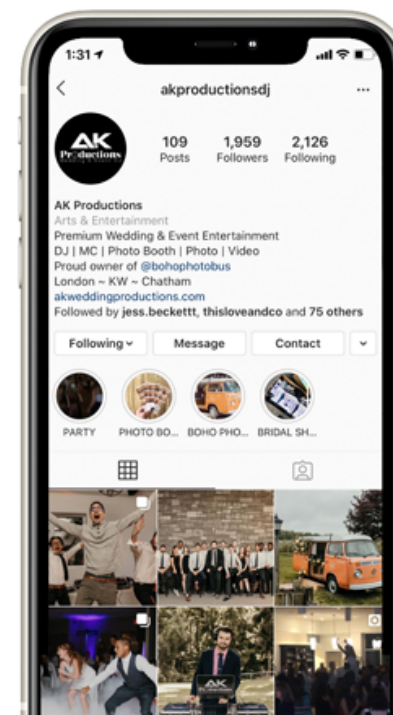 1:31
akproductionsdj
AK
Productions
109 1,959 2,126
Posts Followers Following
AK Productions
Arts & Entertainment
Premium Wedding & Event Entertainment
DJ | MC | Photo Booth | Photo | Video
Proud owner of @bohophotobus
London ~ KW ~ Chatham
akweddingproductions.com
Followed by jess.beckettt, thisloveandco and 75 others
Following Message Contact
PARTY PHOTO BO... BOHO PHO... BRIDAL SH...
AK